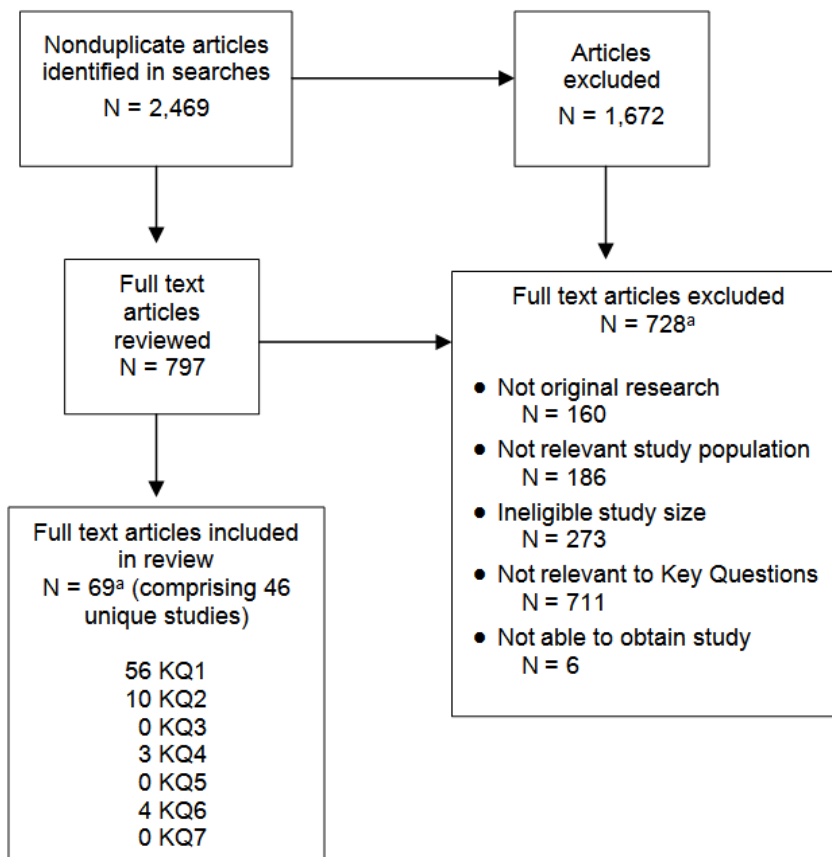 Nonduplicate articles
identified in searches
N = 2,469
Articles
excluded
N = 1,672
Full text
articles
reviewed
N = 797
Full text articles excluded
N = 728ᵃ
● Not original research
N = 160
● Not relevant study population
N = 186
● Ineligible study size
N = 273
● Not relevant to Key Questions
N = 711
● Not able to obtain study
N = 6
Full text articles included
in review
N = 69ᵃ (comprising 46
unique studies)
56 KQ1
10 KQ2
0 KQ3
3 KQ4
0 KQ5
4 KQ6
0 KQ7